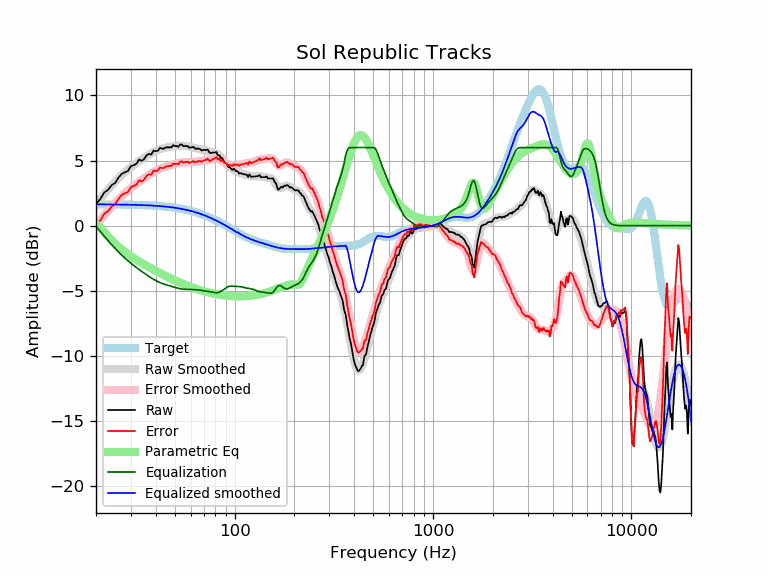 Sol Republic Tracks
10
5
0
−5
−10
−15
−20
Amplitude (dBr)
Target
Raw Smoothed
Error Smoothed
Raw
Error
Parametric Eq
Equalization
Equalized smoothed
100
1000
10000
Frequency (Hz)